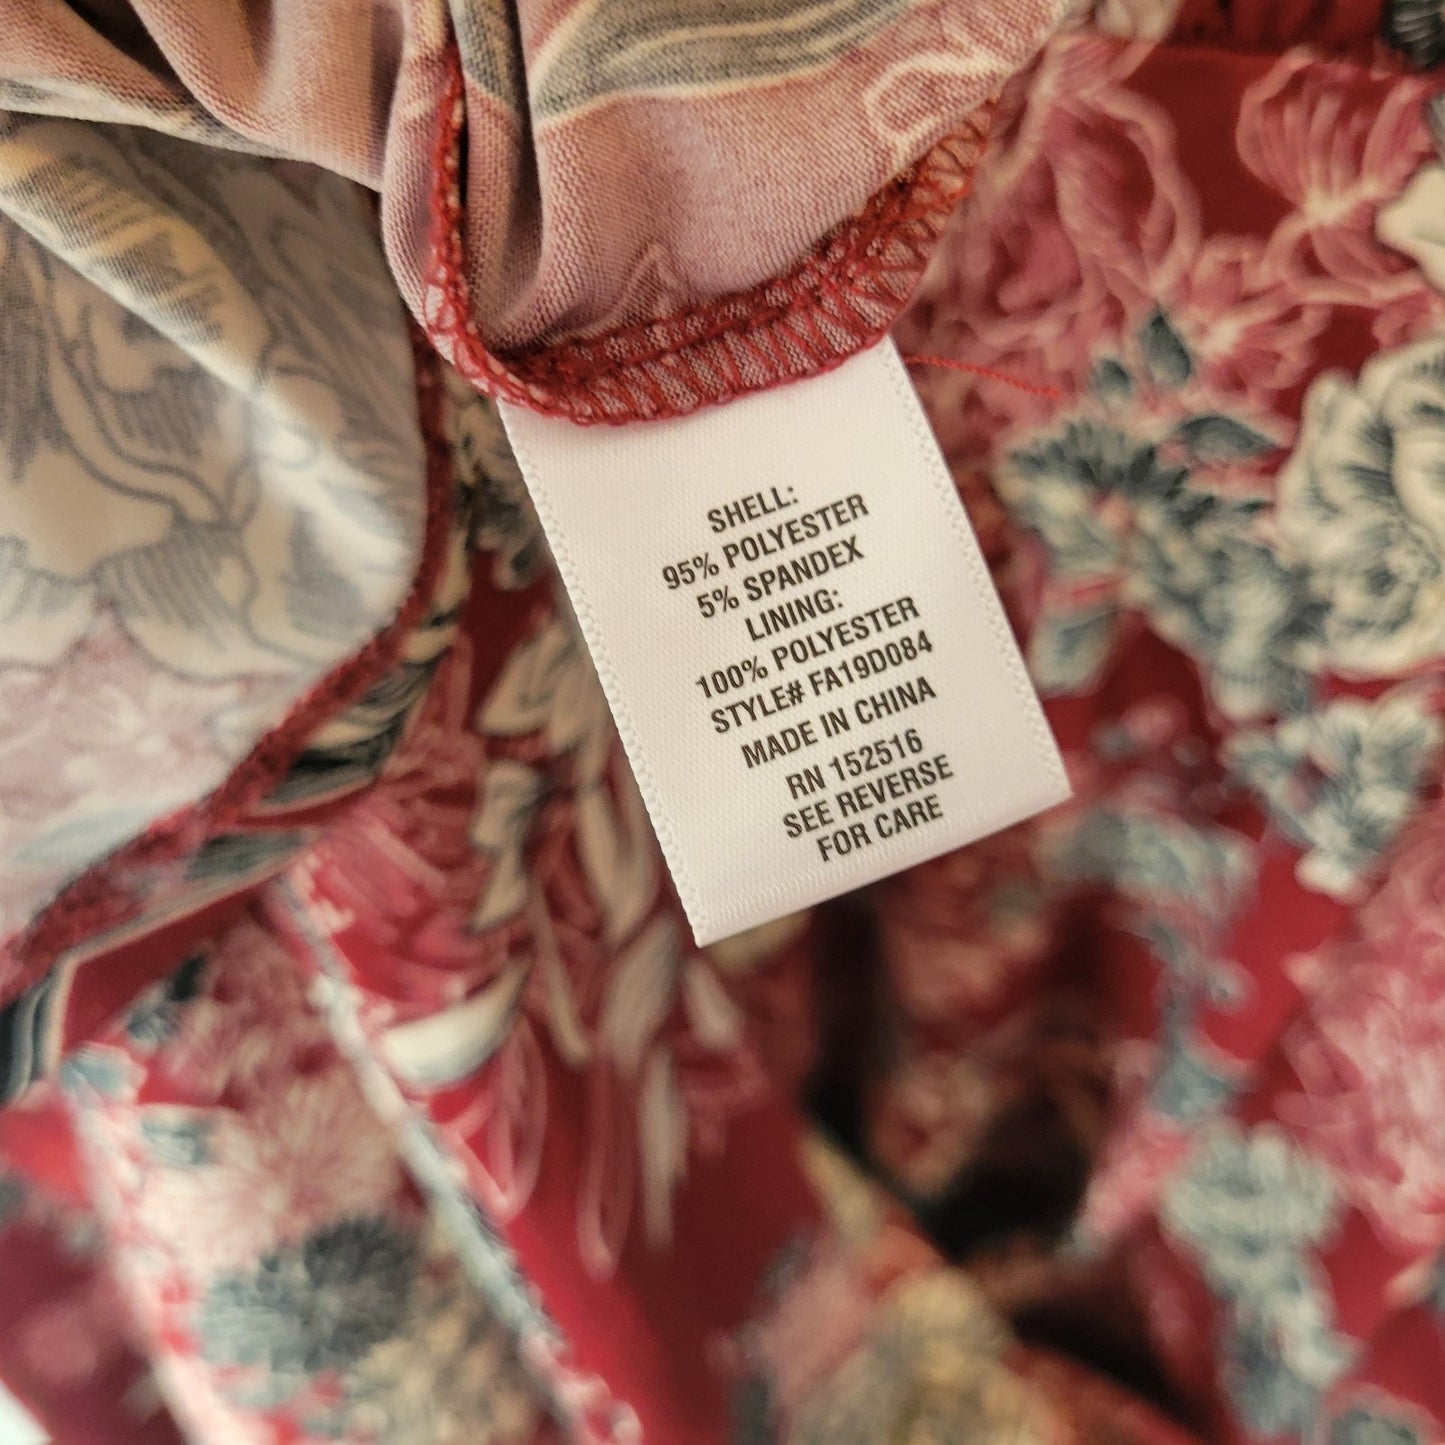 SHELL:
95% POLYESTER
5% SPANDEX
LINING:
100% POLYESTER
STYLE# FA19D084
MADE IN CHINA
RN 152516
SEE REVERSE
FOR CARE